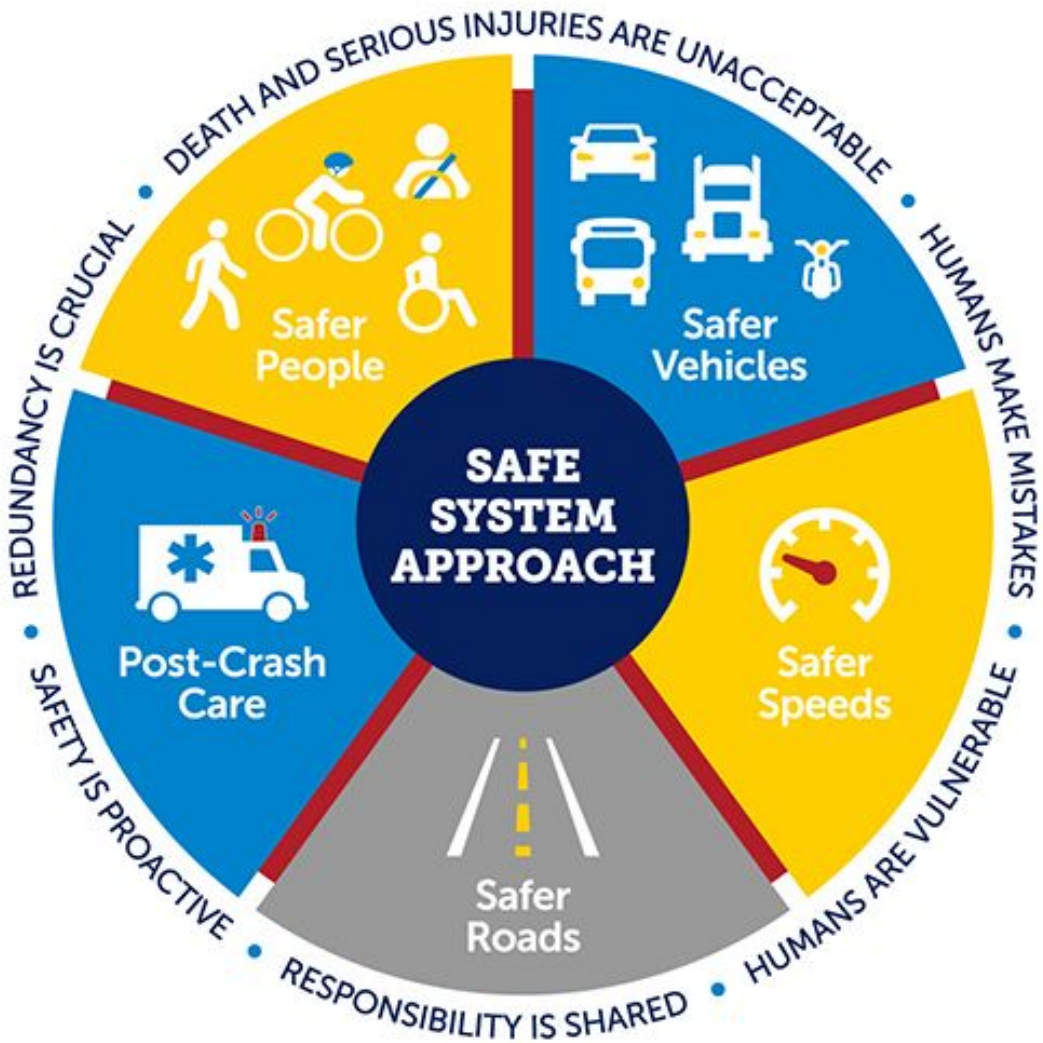 DEATH AND SERIOUS INJURIES ARE UNACCEPTABLE
HUMANS MAKE MISTAKES
HUMANS ARE VULNERABLE
RESPONSIBILITY IS SHARED
SAFETY IS PROACTIVE
REDUNDANCY IS CRUCIAL
Safer
People
Safer
Vehicles
SAFE
SYSTEM
APPROACH
Post-Crash
Care
Safer
Speeds
Safer
Roads